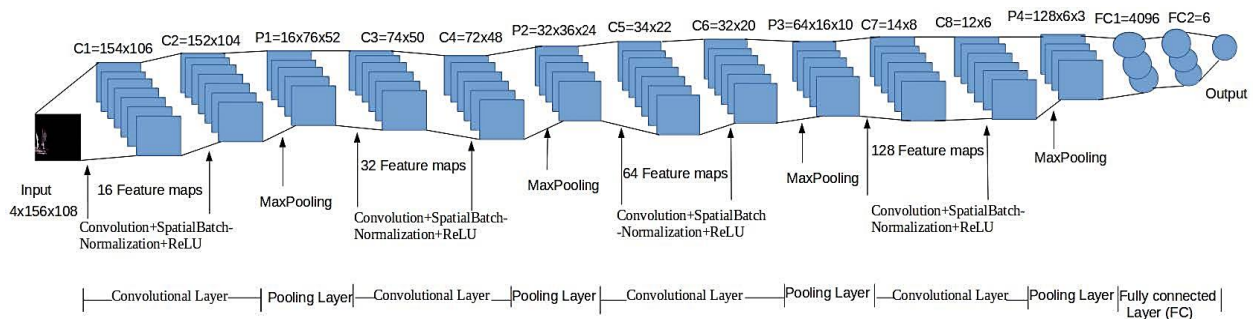 C1=154x106
C2=152x104
P1=16x76x52
C3=74x50
C4=72x48
P2=32x36x24
C5=34x22
C6=32x20
P3=64x16x10
C7=14x8
C8=12x6
P4=128x6x3
FC1=4096
FC2=6
Output
Input
4x156x108
16 Feature maps
32 Feature maps
64 Feature maps
128 Feature maps
MaxPooling
MaxPooling
MaxPooling
MaxPooling
Convolution+SpatialBatch-
Normalization+ReLU
Convolution+SpatialBatch-
Normalization+ReLU
Convolution+SpatialBatch
-Normalization+ReLU
Convolution+SpatialBatch-
Normalization+ReLU
Convolutional Layer
Pooling Layer
Convolutional Layer
Pooling Layer
Convolutional Layer
Pooling Layer
Convolutional Layer
Pooling Layer
Fully connected
Layer (FC)